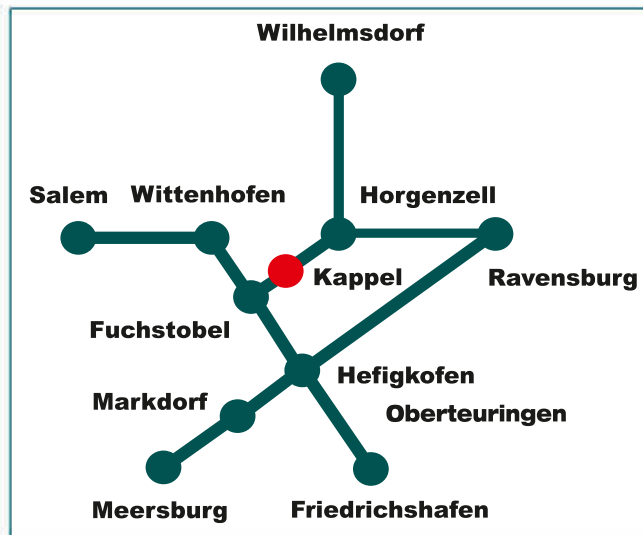 Wilhelmsdorf
Salem
Wittenhofen
Horgenzell
Kappel
Ravensburg
Fuchstobel
Hefigkofen
Markdorf
Oberteuringen
Meersburg
Friedrichshafen